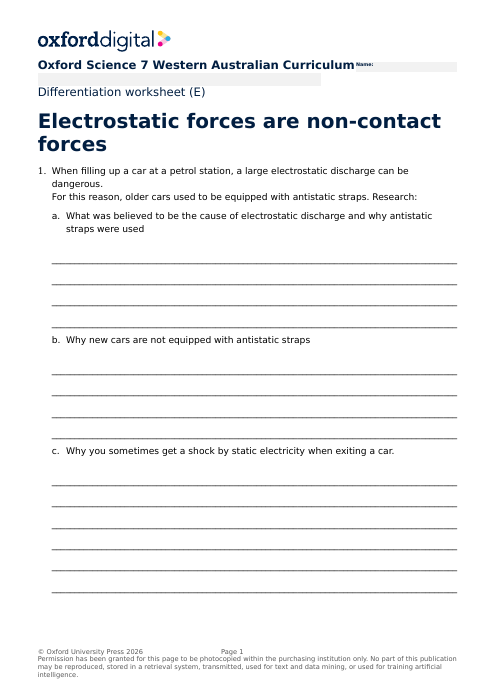 oxforddigital
Oxford Science 7 Western Australian Curriculum Name:
Differentiation worksheet (E)
Electrostatic forces are non-contact
forces
1. When filling up a car at a petrol station, a large electrostatic discharge can be
dangerous.
For this reason, older cars used to be equipped with antistatic straps. Research:
a. What was believed to be the cause of electrostatic discharge and why antistatic
straps were used
b. Why new cars are not equipped with antistatic straps
c. Why you sometimes get a shock by static electricity when exiting a car.
© Oxford University Press 2026 Page 1
Permission has been granted for this page to be photocopied within the purchasing institution only. No part of this publication
may be reproduced, stored in a retrieval system, transmitted, used for text and data mining, or used for training artificial
intelligence.